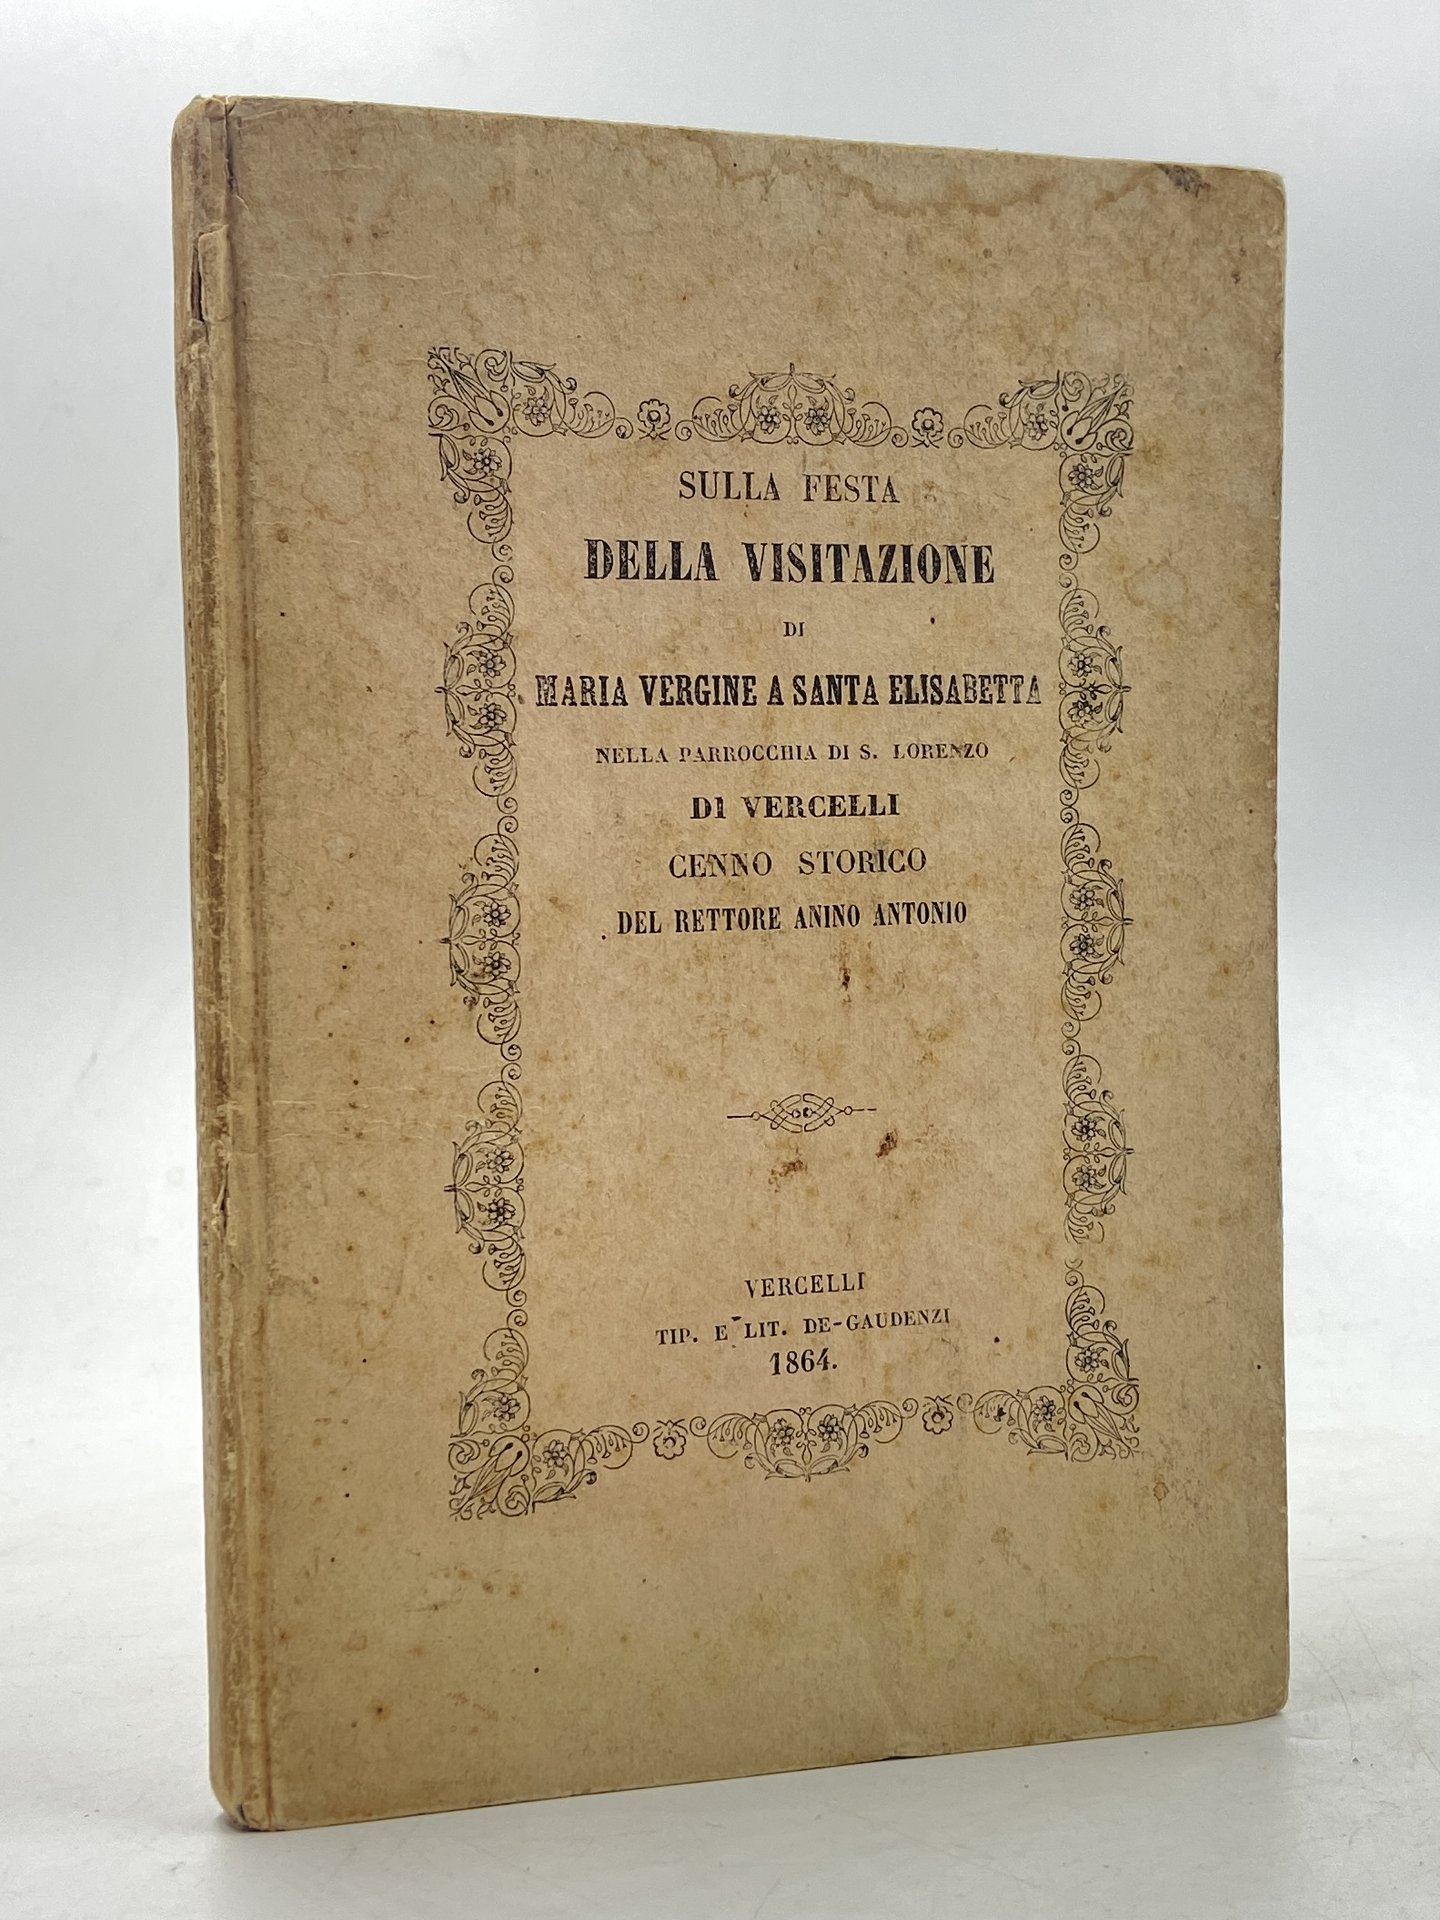 SULLA FESTA
DELLA VISITAZIONE
DI
MARIA VERGINE A SANTA ELISABETTA
NELLA PARROCCHIA DI S. LORENZO
DI VERCELLI
CENNO STORICO
DEL RETTORE ANINO ANTONIO
VERCELLI
TIP. E LIT. DE-GAUDENZI
1864.